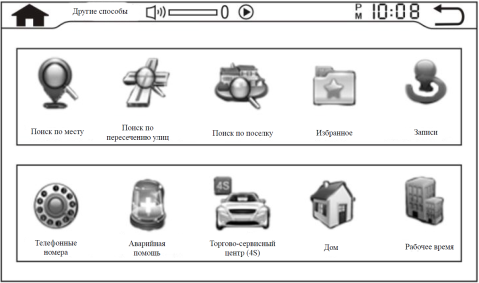 Другие способы
0
PM 10:08
Поиск по месту
Поиск по
пересечению улиц
Поиск по поселку
Избранное
Записи
4S
Телефонные
номера
Аварийная
помощь
Торгово-сервисный
центр (4S)
Дом
Рабочее время